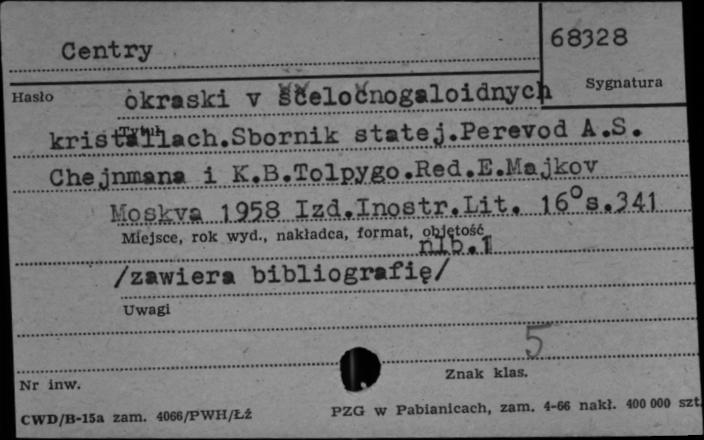 Centry
68328
Hasło
Sygnatura
okraski v ščeločnogaloidnych
Tytuł
kristallach.Sbornik statej.Perevod A.S.
Chejnmana i K.B.Tolpygo.Red.E.Majkov
Moskva 1958 Izd.Inostr.Lit. 16° s.341
Miejsce, rok wyd., nakładca, format, objętość
nlb.1
/zawiera bibliografię/
Uwagi
5
Nr inw.
Znak klas.
CWD/B-15a zam. 4066/PWH/Łź
PZG w Pabianicach, zam. 4-66 nakł. 400 000 szt.